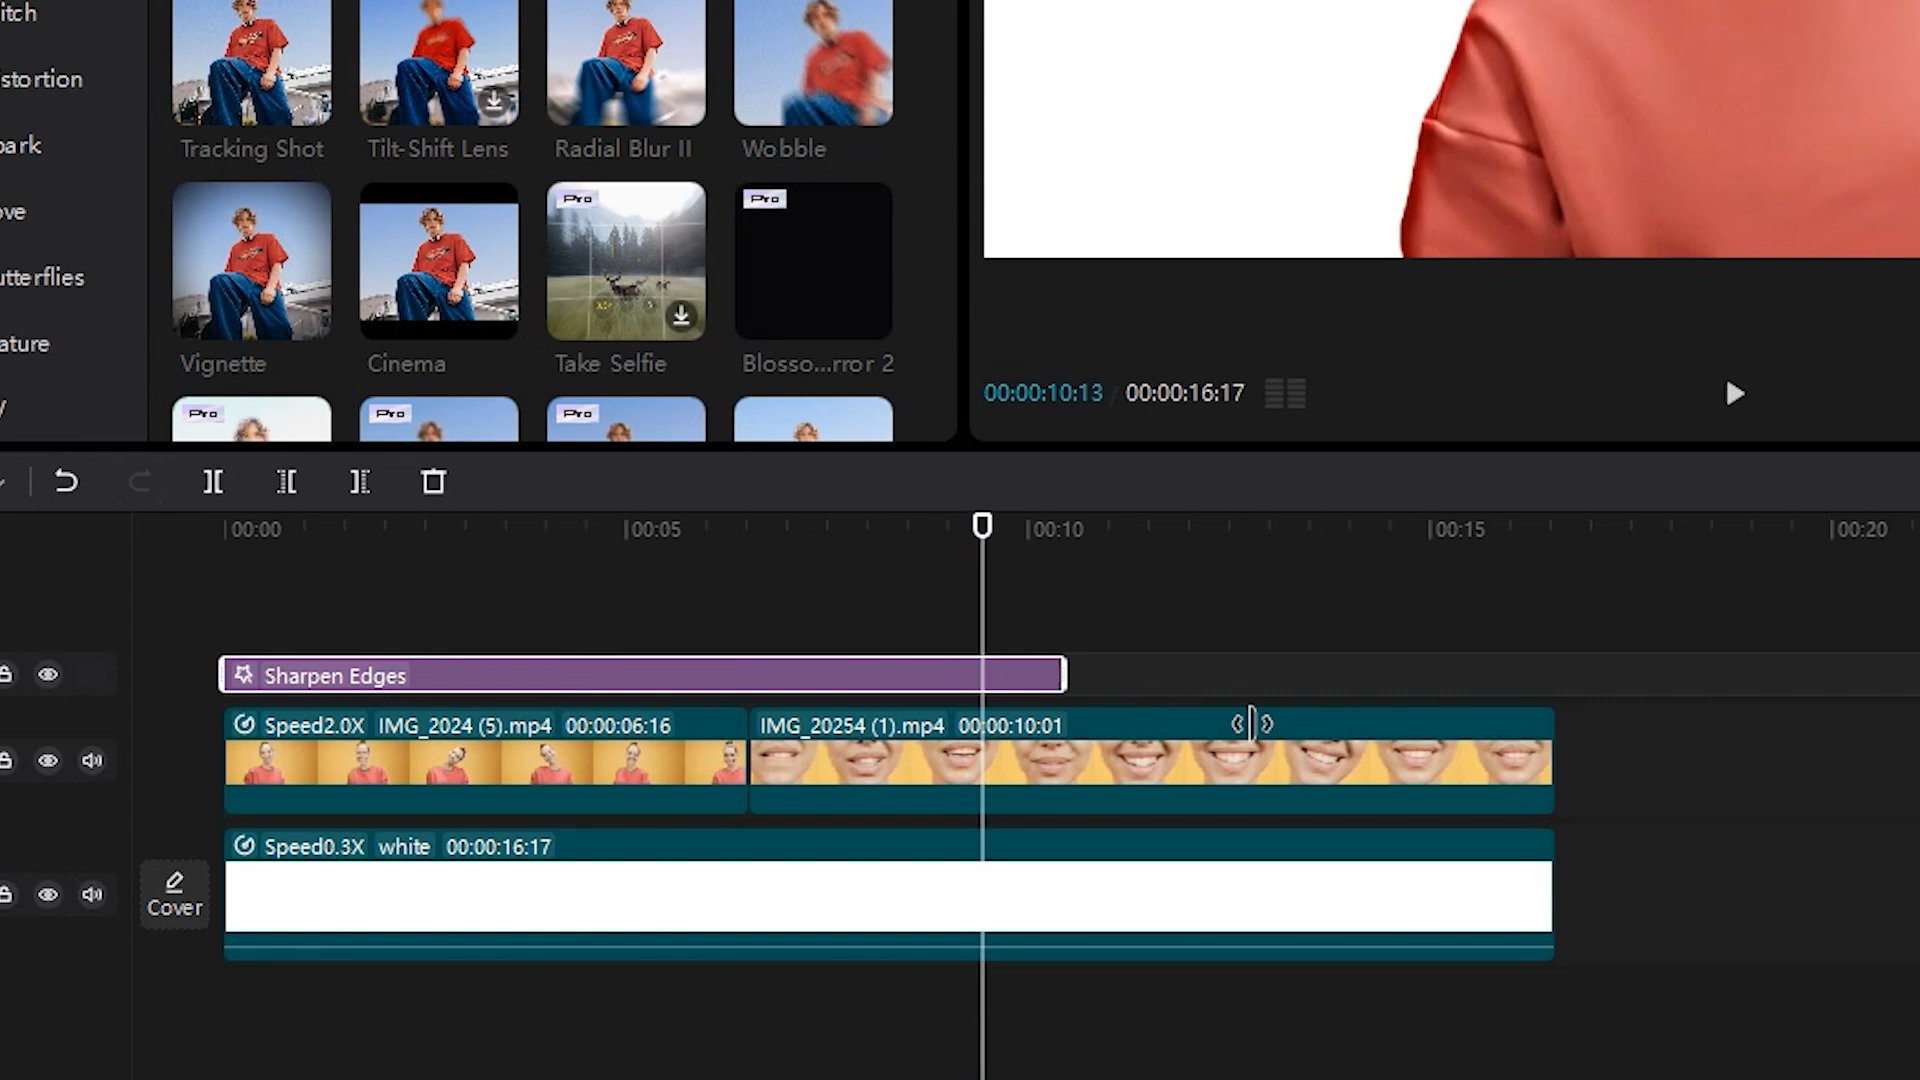 itch
stortion
park
ove
utterflies
ature
y
Tracking Shot
Tilt-Shift Lens
Radial Blur II
Wobble
Pro
Pro
Vignette
Cinema
Take Selfie
Blosso...rror 2
Pro
Pro
Pro
00:00:10:13 / 00:00:16:17
00:00
00:05
00:10
00:15
00:20
Sharpen Edges
Speed2.0X IMG_2024 (5).mp4 00:00:06:16
IMG_20254 (1).mp4 00:00:10:01
Speed0.3X white 00:00:16:17
Cover